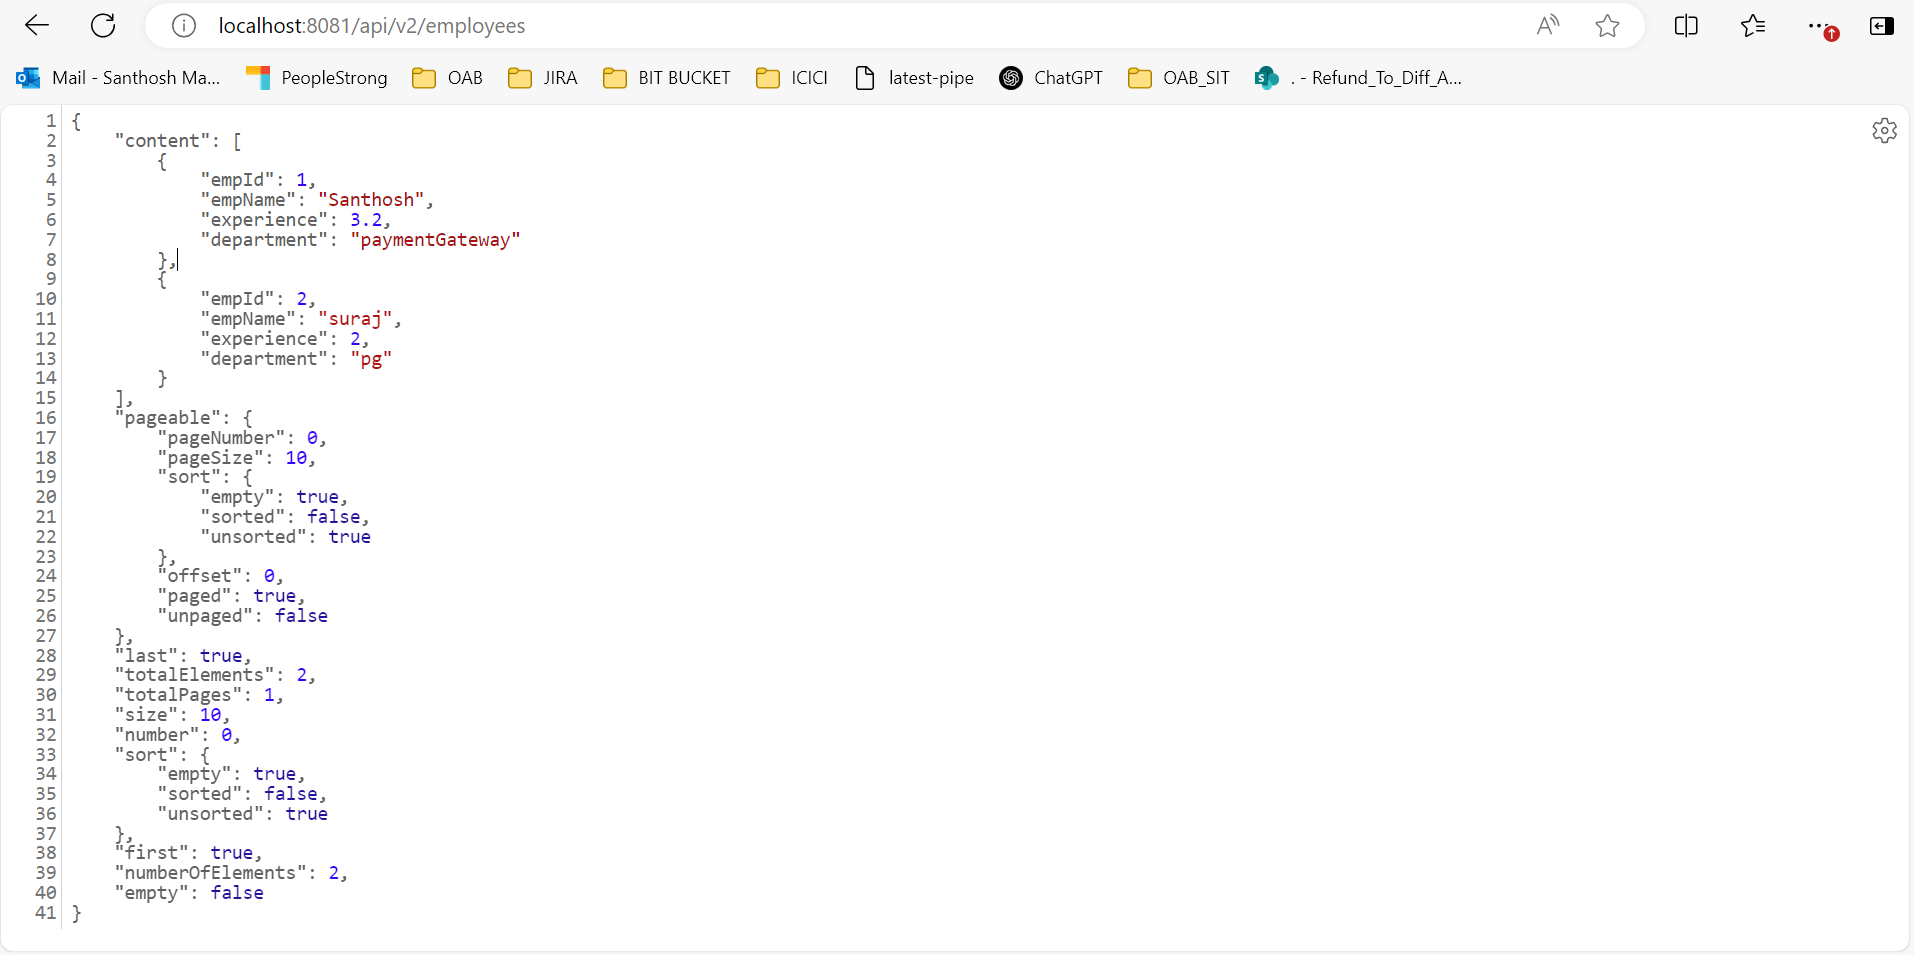 localhost:8081/api/v2/employees
Mail - Santhosh Ma... PeopleStrong OAB JIRA BIT BUCKET ICICI latest-pipe ChatGPT OAB_SIT . - Refund_To_Diff_A...
1 {
2 "content": [
3 {
4 "empId": 1,
5 "empName": "Santhosh",
6 "experience": 3.2,
7 "department": "paymentGateway"
8 },
9 {
10 "empId": 2,
11 "empName": "suraj",
12 "experience": 2,
13 "department": "pg"
14 }
15 ],
16 "pageable": {
17 "pageNumber": 0,
18 "pageSize": 10,
19 "sort": {
20 "empty": true,
21 "sorted": false,
22 "unsorted": true
23 },
24 "offset": 0,
25 "paged": true,
26 "unpaged": false
27 },
28 "last": true,
29 "totalElements": 2,
30 "totalPages": 1,
31 "size": 10,
32 "number": 0,
33 "sort": {
34 "empty": true,
35 "sorted": false,
36 "unsorted": true
37 },
38 "first": true,
39 "numberOfElements": 2,
40 "empty": false
41 }